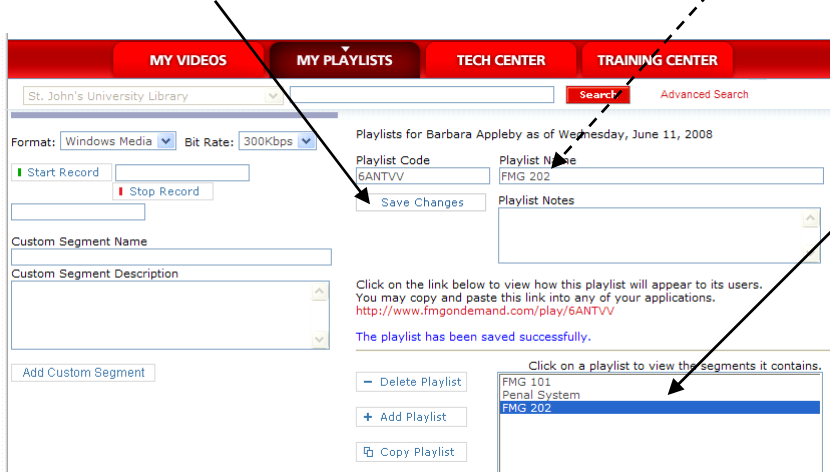 MY VIDEOS
MY PLAYLISTS
TECH CENTER
TRAINING CENTER
St. John's University Library
Search
Advanced Search
Format: Windows Media Bit Rate: 300Kbps
Start Record
Stop Record
Custom Segment Name
Custom Segment Description
Add Custom Segment
Playlists for Barbara Appleby as of Wednesday, June 11, 2008
Playlist Code
6ANTVV
Playlist Name
FMG 202
Save Changes
Playlist Notes
Click on the link below to view how this playlist will appear to its users.
You may copy and paste this link into any of your applications.
http://www.fmgondemand.com/play/6ANTVV
The playlist has been saved successfully.
Click on a playlist to view the segments it contains.
Delete Playlist
Add Playlist
Copy Playlist
FMG 101
Penal System
FMG 202